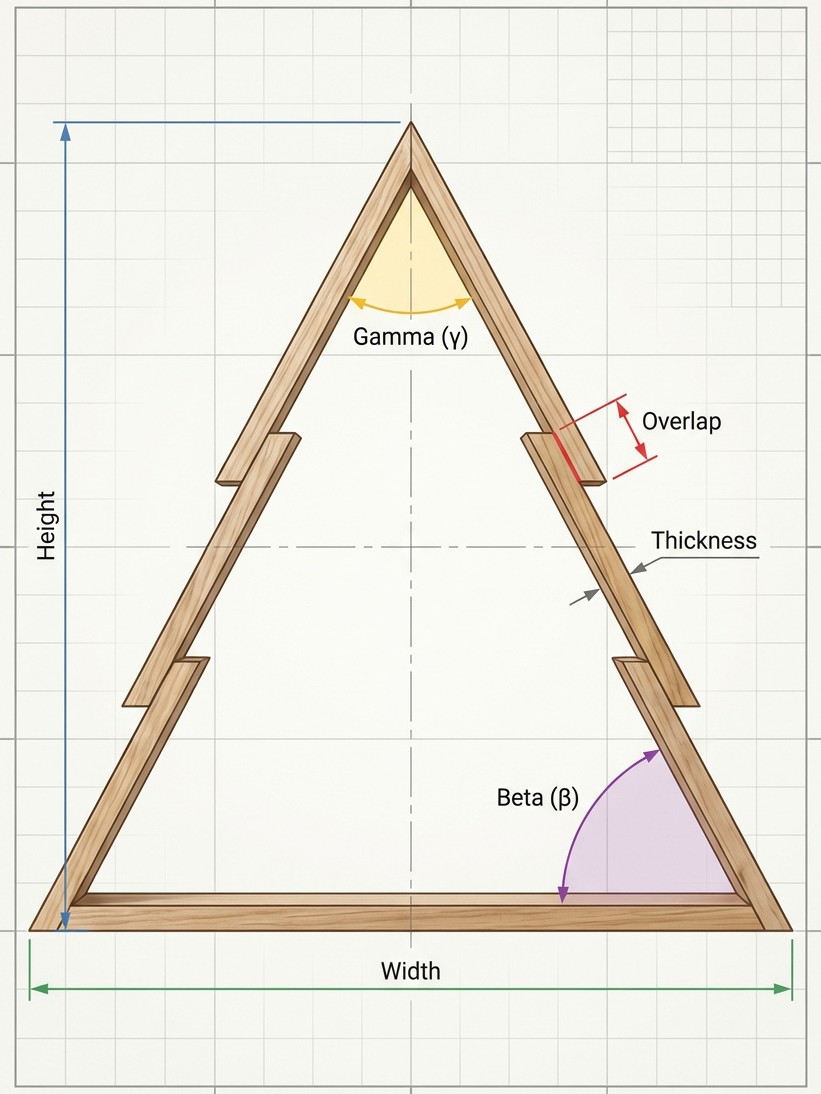 Gamma (γ)
Overlap
Height
Thickness
Beta (β)
Width